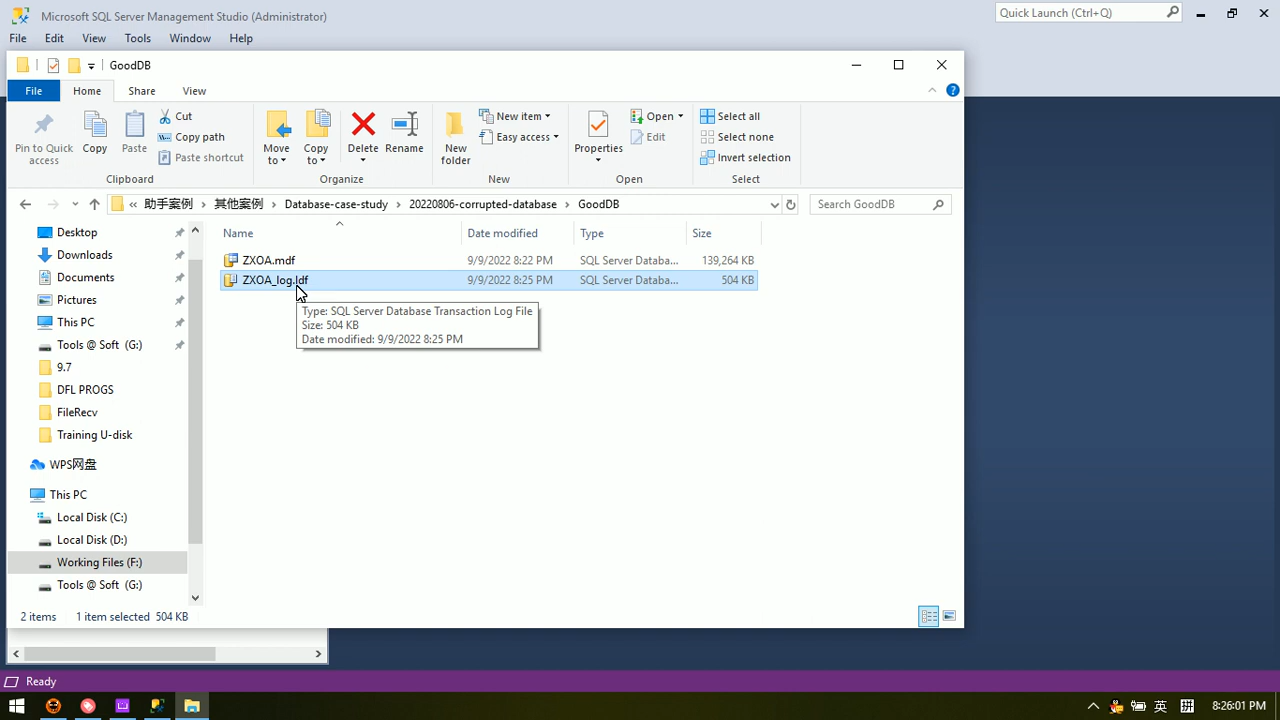 Microsoft SQL Server Management Studio (Administrator)
Quick Launch (Ctrl+Q)
File Edit View Tools Window Help
GoodDB
File Home Share View
Pin to Quick access
Copy
Paste
Cut
Copy path
Paste shortcut
Move to
Copy to
Delete
Rename
New folder
New item
Easy access
Properties
Open
Edit
Select all
Select none
Invert selection
Clipboard Organize New Open Select
« 助手案例 › 其他案例 › Database-case-study › 20220806-corrupted-database › GoodDB
Search GoodDB
Name Date modified Type Size
ZXOA.mdf 9/9/2022 8:22 PM SQL Server Databa... 139,264 KB
ZXOA_log.ldf 9/9/2022 8:25 PM SQL Server Databa... 504 KB
Type: SQL Server Database Transaction Log File
Size: 504 KB
Date modified: 9/9/2022 8:25 PM
Desktop
Downloads
Documents
Pictures
This PC
Tools @ Soft (G:)
9.7
DFL PROGS
FileRecv
Training U-disk
WPS网盘
This PC
Local Disk (C:)
Local Disk (D:)
Working Files (F:)
Tools @ Soft (G:)
2 items 1 item selected 504 KB
Ready
英 拼 8:26:01 PM